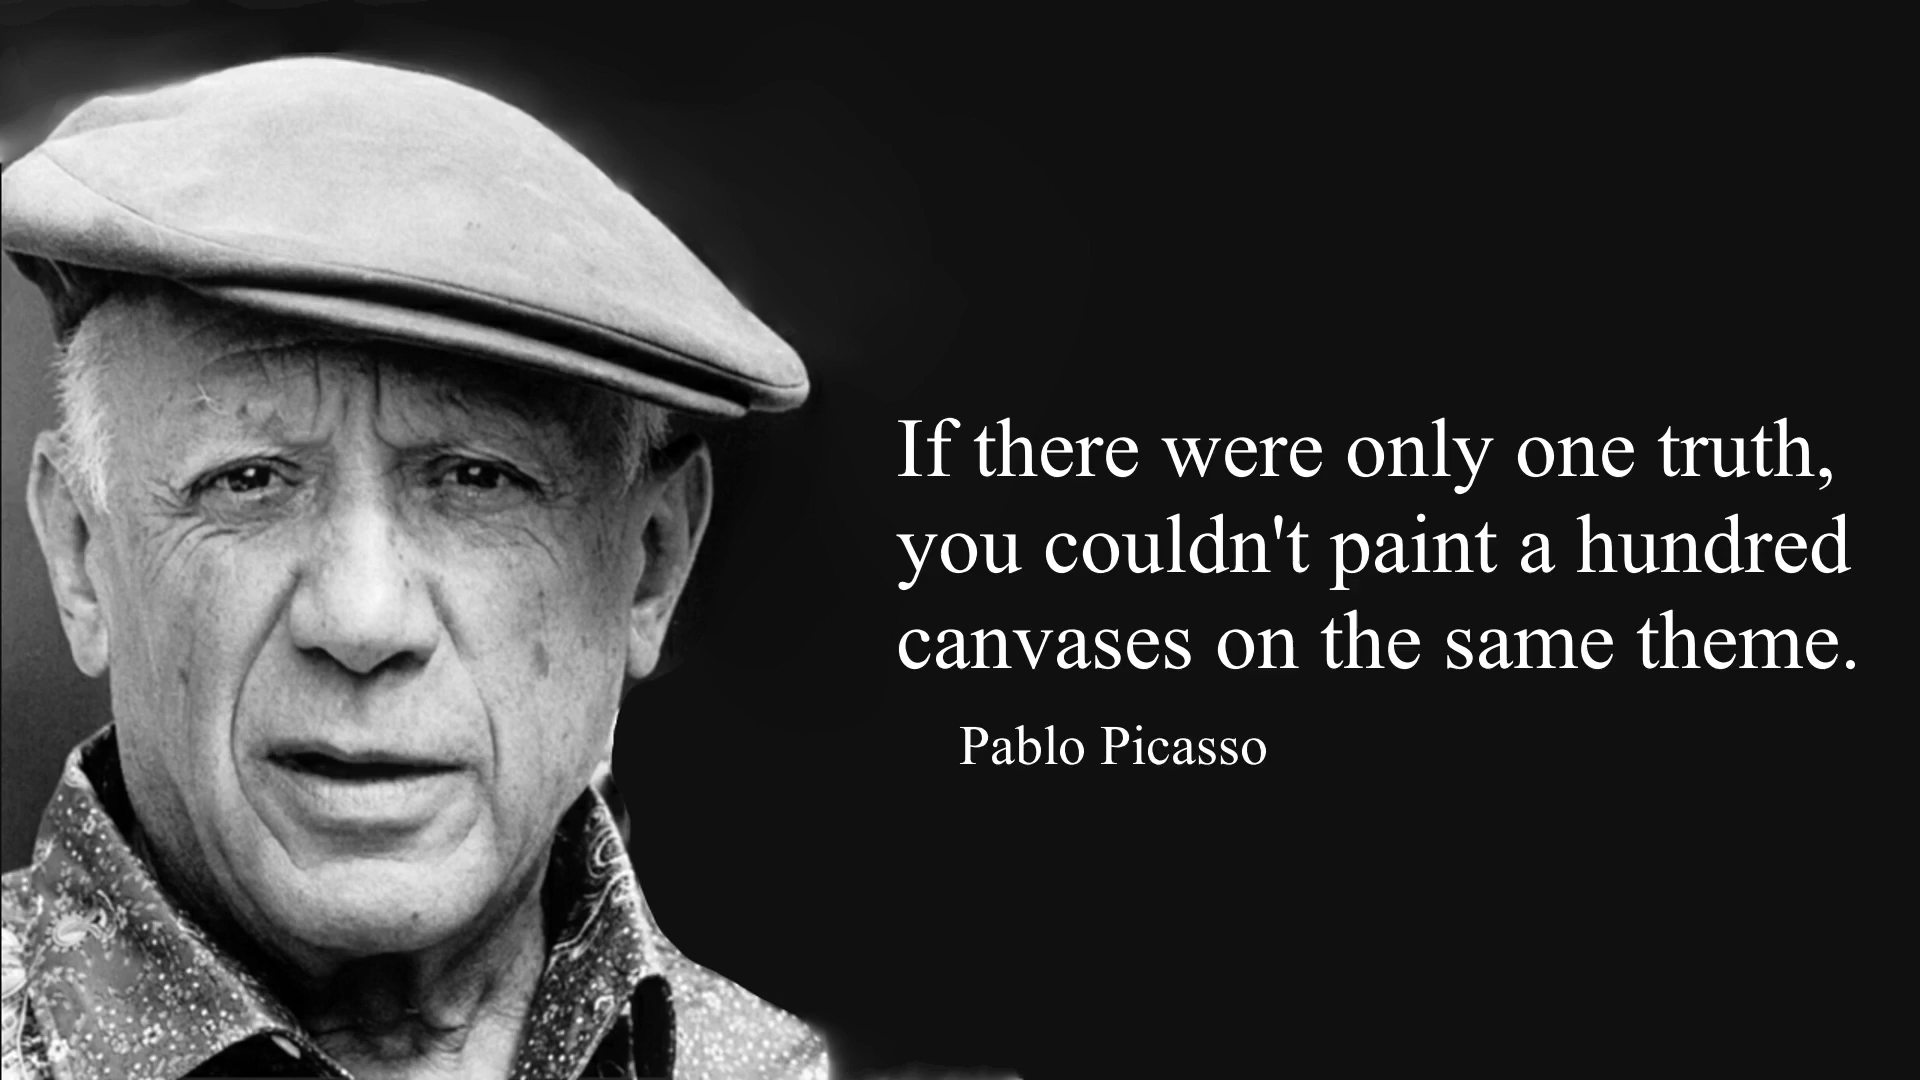 If there were only one truth,
you couldn't paint a hundred
canvases on the same theme.
Pablo Picasso